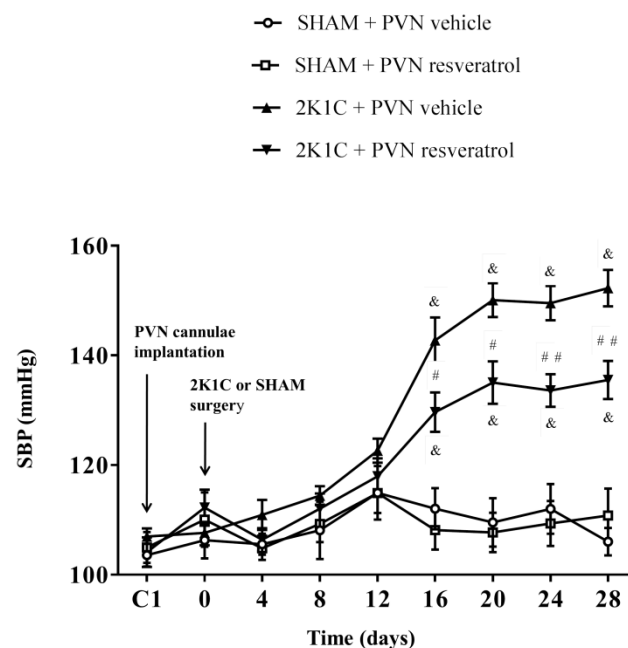 SHAM + PVN vehicle
SHAM + PVN resveratrol
2K1C + PVN vehicle
2K1C + PVN resveratrol
SBP (mmHg)
160
140
120
100
PVN cannulae
implantation
2K1C or SHAM
surgery
& & & &
# # ## ##
& & & &
C1 0 4 8 12 16 20 24 28
Time (days)